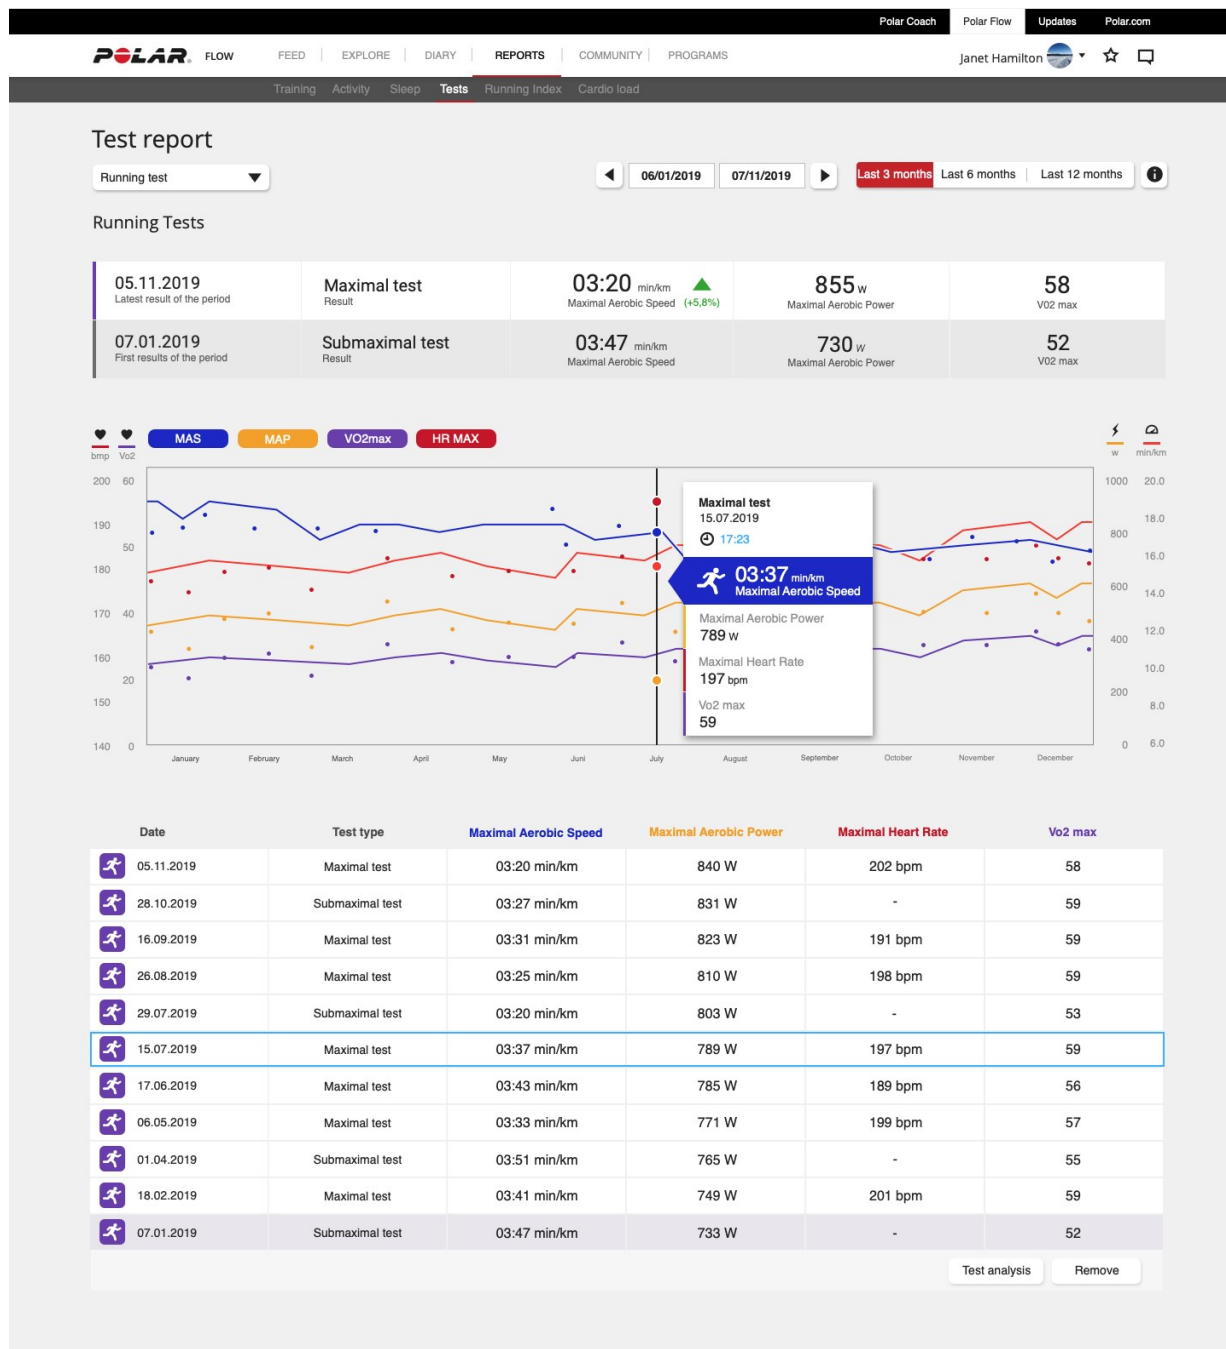 Polar Coach Polar Flow Updates Polar.com
POLAR. FLOW FEED EXPLORE DIARY REPORTS COMMUNITY PROGRAMS Janet Hamilton
Training Activity Sleep Tests Running Index Cardio load
Test report
Running test 06/01/2019 07/11/2019 Last 3 months Last 6 months Last 12 months
Running Tests
05.11.2019 Maximal test 03:20 min/km 855 w 58
Latest result of the period Result Maximal Aerobic Speed (+5,8%) Maximal Aerobic Power V02 max
07.01.2019 Submaximal test 03:47 min/km 730 w 52
First results of the period Result Maximal Aerobic Speed Maximal Aerobic Power V02 max
MAS MAP VO2max HR MAX
bmp Vo2 w min/km
200 60 1000 20.0
190 18.0
800
50 16.0
180
600 14.0
170 40
400 12.0
160 10.0
20
150 200 8.0
140 0 0 6.0
Maximal test
15.07.2019
17:23
03:37 min/km
Maximal Aerobic Speed
Maximal Aerobic Power
789 w
Maximal Heart Rate
197 bpm
Vo2 max
59
January February March April May Juni July August September October November December
Date Test type Maximal Aerobic Speed Maximal Aerobic Power Maximal Heart Rate Vo2 max
05.11.2019 Maximal test 03:20 min/km 840 W 202 bpm 58
28.10.2019 Submaximal test 03:27 min/km 831 W - 59
16.09.2019 Maximal test 03:31 min/km 823 W 191 bpm 59
26.08.2019 Maximal test 03:25 min/km 810 W 198 bpm 59
29.07.2019 Submaximal test 03:20 min/km 803 W - 53
15.07.2019 Maximal test 03:37 min/km 789 W 197 bpm 59
17.06.2019 Maximal test 03:43 min/km 785 W 189 bpm 56
06.05.2019 Maximal test 03:33 min/km 771 W 199 bpm 57
01.04.2019 Submaximal test 03:51 min/km 765 W - 55
18.02.2019 Maximal test 03:41 min/km 749 W 201 bpm 59
07.01.2019 Submaximal test 03:47 min/km 733 W - 52
Test analysis Remove